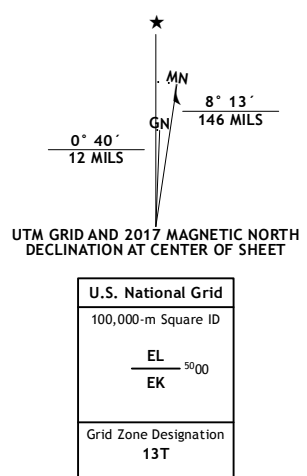 MN
GN
8° 13´
146 MILS
0° 40´
12 MILS
UTM GRID AND 2017 MAGNETIC NORTH
DECLINATION AT CENTER OF SHEET
U.S. National Grid
100,000-m Square ID
EL
5000
EK
Grid Zone Designation
13T